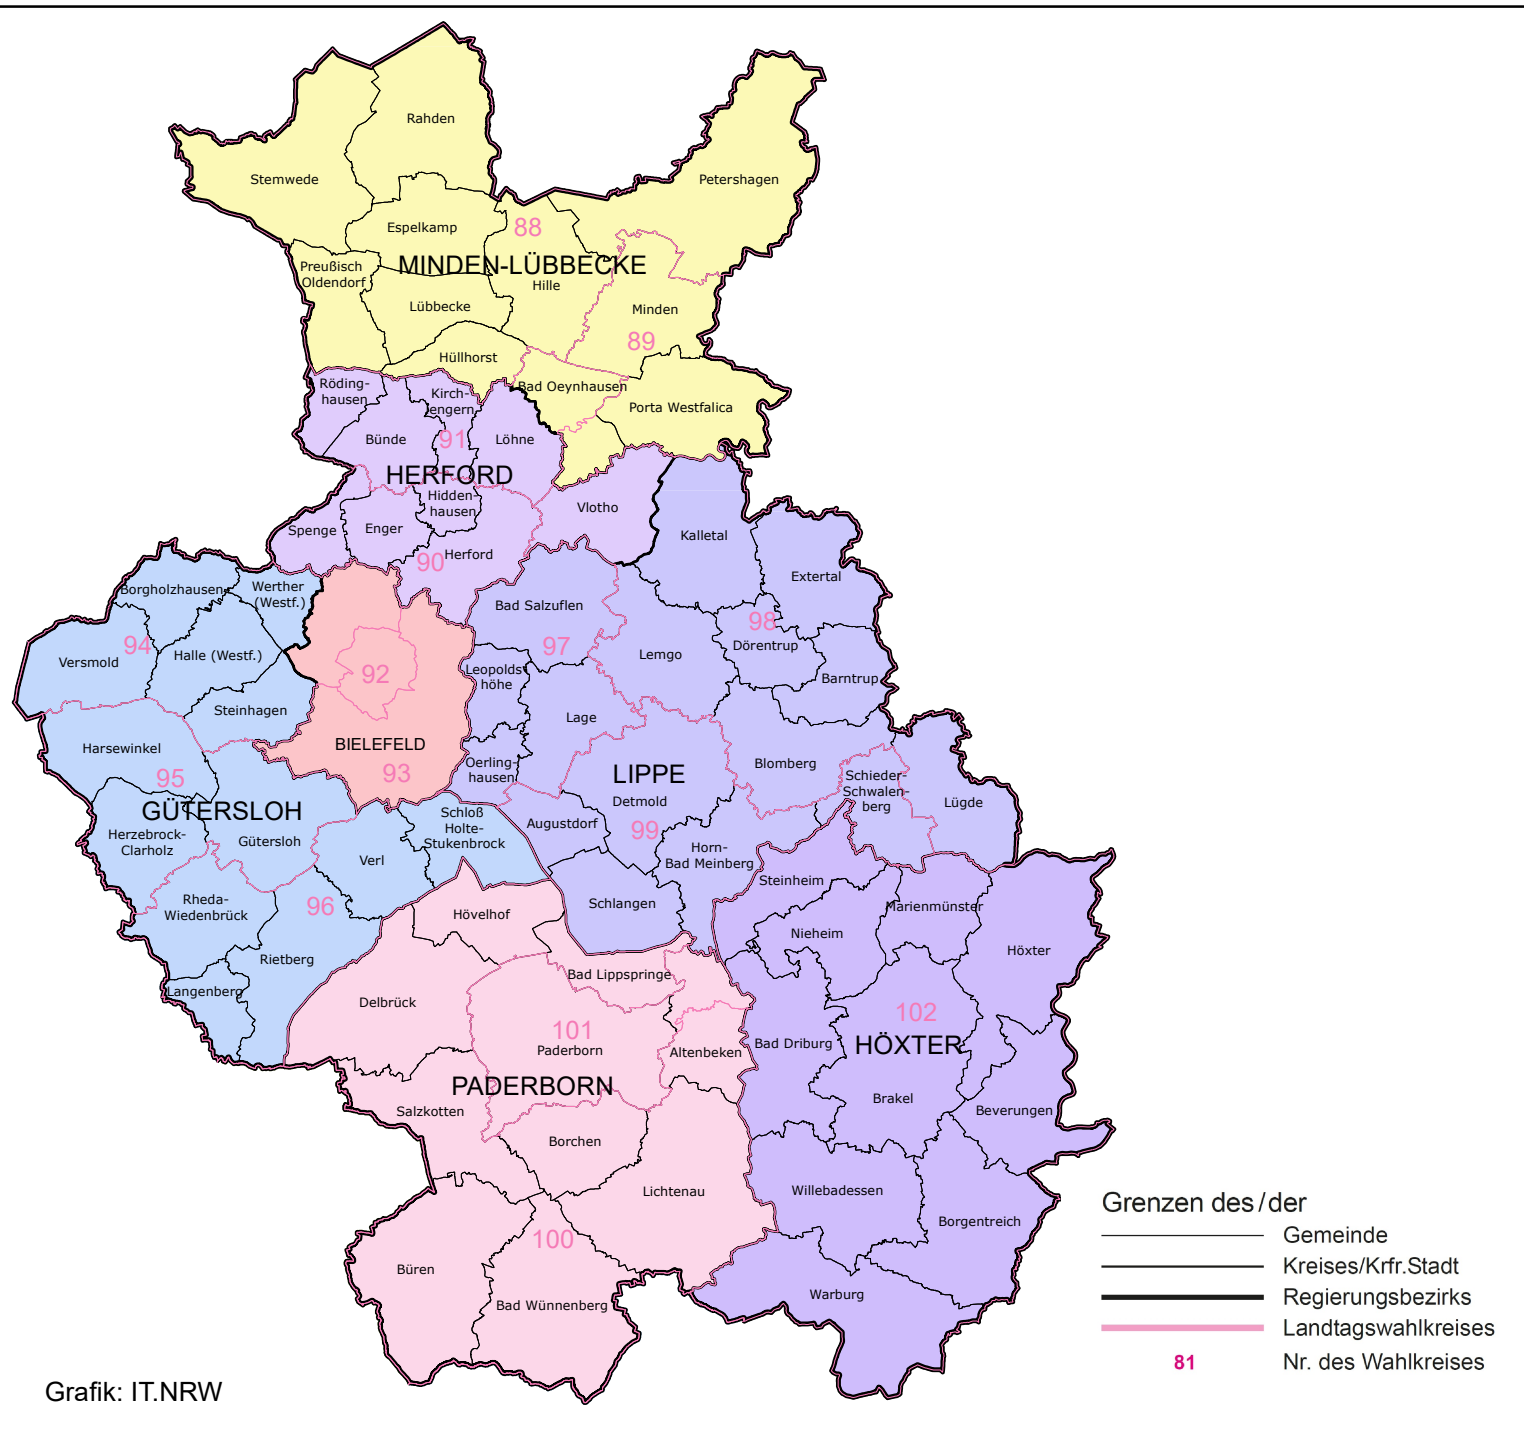 Rahden
Stemwede
Petershagen
Espelkamp
88
MINDEN-LÜBBECKE
Preußisch
Oldendorf
Hille
Lübbecke
Minden
89
Hüllhorst
Bad Oeynhausen
Porta Westfalica
Röding-
hausen
Kirch-
lengern
Bünde
91
Löhne
HERFORD
Hidden-
hausen
Vlotho
Spenge
Enger
90
Herford
Kalletal
Extertal
Borgholzhausen
Werther
(Westf.)
Bad Salzuflen
98
94
97
Dörentrup
Versmold
Halle (Westf.)
92
Leopolds-
höhe
Lemgo
Barntrup
Steinhagen
Lage
Harsewinkel
BIELEFELD
95
93
Oerling-
hausen
LIPPE
Blomberg
Schieder-
Schwalen-
berg
Lügde
GÜTERSLOH
Detmold
Schloß
Holte-
Stukenbrock
Augustdorf
99
Herzebrock-
Clarholz
Gütersloh
Verl
Horn-
Bad Meinberg
Steinheim
Rheda-
Wiedenbrück
96
Hövelhof
Schlangen
Marienmünster
Nieheim
Höxter
Rietberg
Langenberg
Bad Lippspringe
Delbrück
101
Paderborn
Altenbeken
102
Bad Driburg
HÖXTER
PADERBORN
Salzkotten
Brakel
Beverungen
Borchen
Lichtenau
Willebadessen
Borgentreich
100
Büren
Bad Wünnenberg
Warburg
Grenzen des/der
Gemeinde
Kreises/Krfr.Stadt
Regierungsbezirks
Landtagswahlkreises
81 Nr. des Wahlkreises
Grafik: IT.NRW